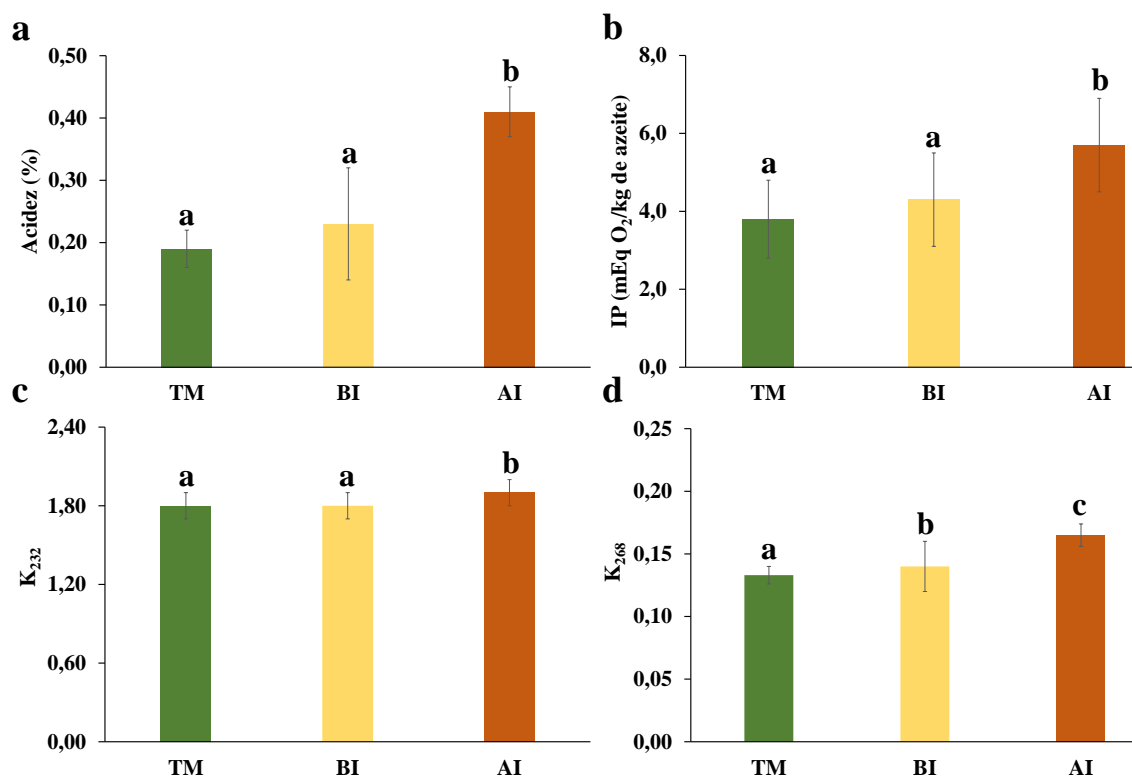 a
0,50
0,40
0,30
0,20
0,10
0,00
Acidez (%)
a
a
b
TM
BI
AI
b
8,0
6,0
4,0
2,0
0,0
IP (mEq O₂/kg de azeite)
a
a
b
TM
BI
AI
c
2,40
1,80
1,20
0,60
0,00
K₂₃₂
a
a
b
TM
BI
AI
d
0,25
0,20
0,15
0,10
0,05
0,00
K₂₆₈
a
b
c
TM
BI
AI